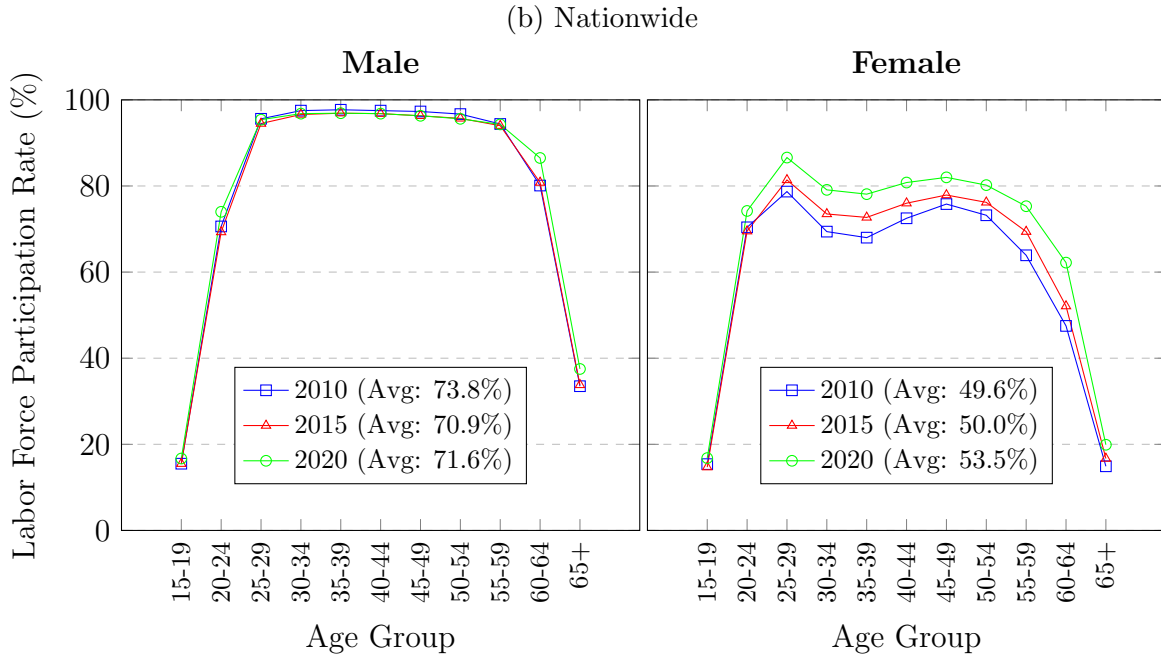 (b) Nationwide
Male
Female
Labor Force Participation Rate (%)
100
80
60
40
20
0
2010 (Avg: 73.8%)
2015 (Avg: 70.9%)
2020 (Avg: 71.6%)
2010 (Avg: 49.6%)
2015 (Avg: 50.0%)
2020 (Avg: 53.5%)
15-19
20-24
25-29
30-34
35-39
40-44
45-49
50-54
55-59
60-64
65+
15-19
20-24
25-29
30-34
35-39
40-44
45-49
50-54
55-59
60-64
65+
Age Group
Age Group